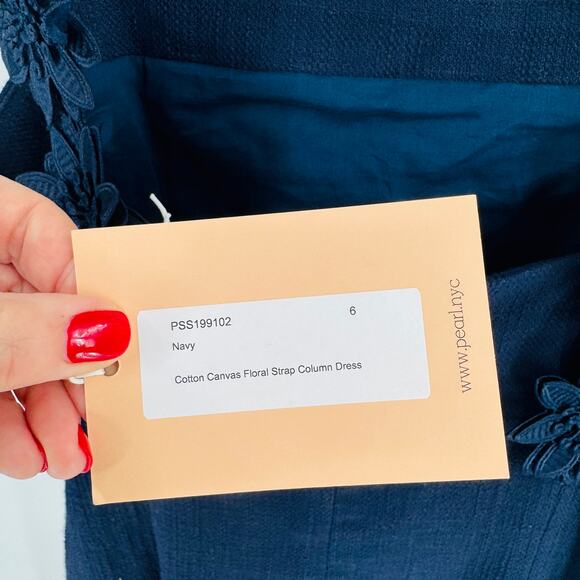 PSS199102 6
Navy
Cotton Canvas Floral Strap Column Dress
www.pearl.nyc